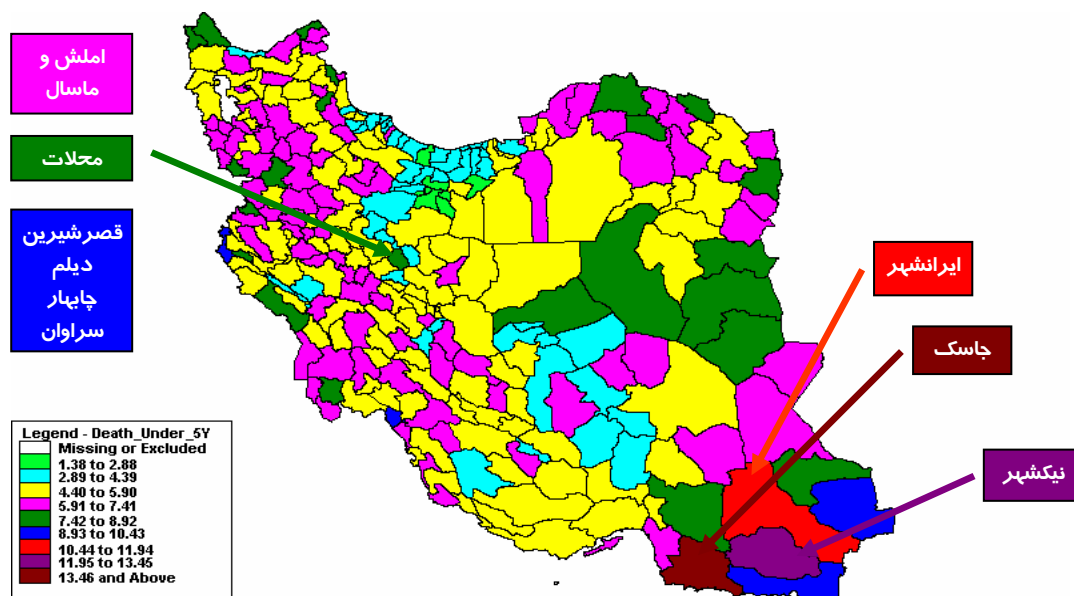 املش و
ماسال
محلات
قصرشیرین
دیلم
چابهار
سراوان
ایرانشهر
جاسک
نیکشهر
Legend - Death_Under_5Y
Missing or Excluded
1.38 to 2.88
2.89 to 4.39
4.40 to 5.90
5.91 to 7.41
7.42 to 8.92
8.93 to 10.43
10.44 to 11.94
11.95 to 13.45
13.46 and Above